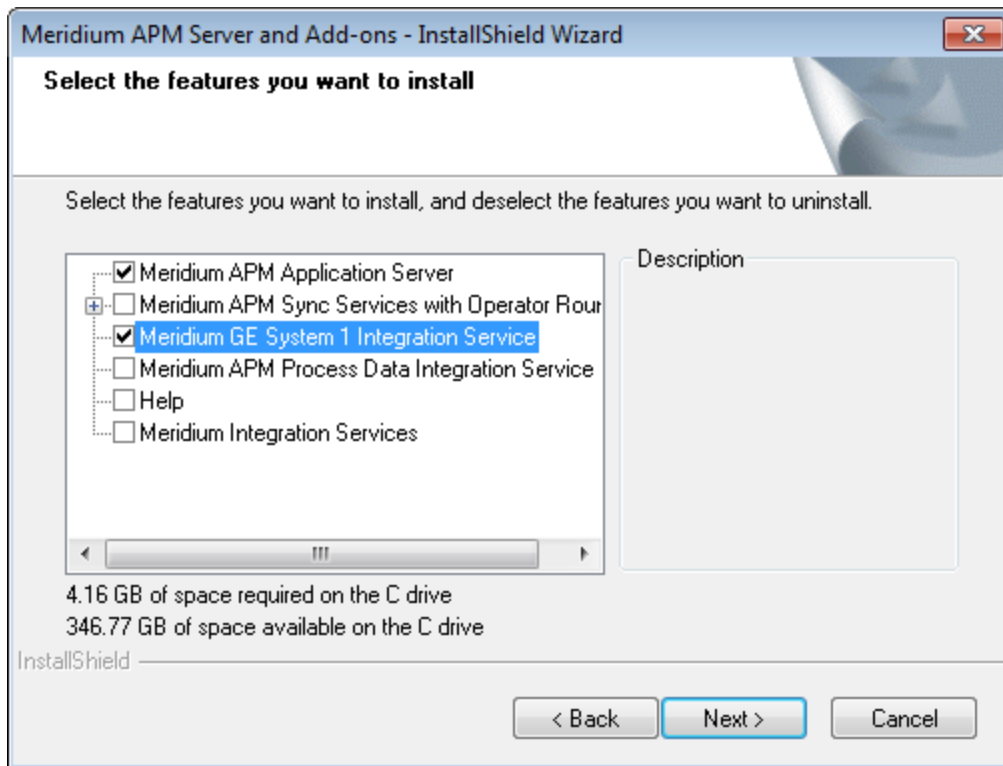 Meridium APM Server and Add-ons - InstallShield Wizard
Select the features you want to install
Select the features you want to install, and deselect the features you want to uninstall.
Meridium APM Application Server
Meridium APM Sync Services with Operator Rour
Meridium GE System 1 Integration Service
Meridium APM Process Data Integration Service
Help
Meridium Integration Services
Description
4.16 GB of space required on the C drive
346.77 GB of space available on the C drive
InstallShield
< Back
Next >
Cancel